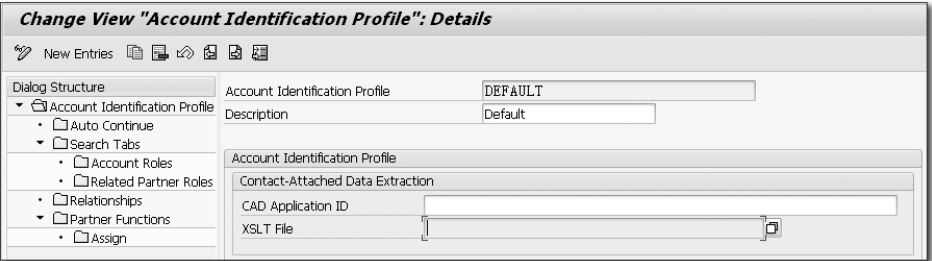 Change View "Account Identification Profile": Details
New Entries
Dialog Structure
Account Identification Profile
Auto Continue
Search Tabs
Account Roles
Related Partner Roles
Relationships
Partner Functions
Assign
Account Identification Profile DEFAULT
Description Default
Account Identification Profile
Contact-Attached Data Extraction
CAD Application ID
XSLT File